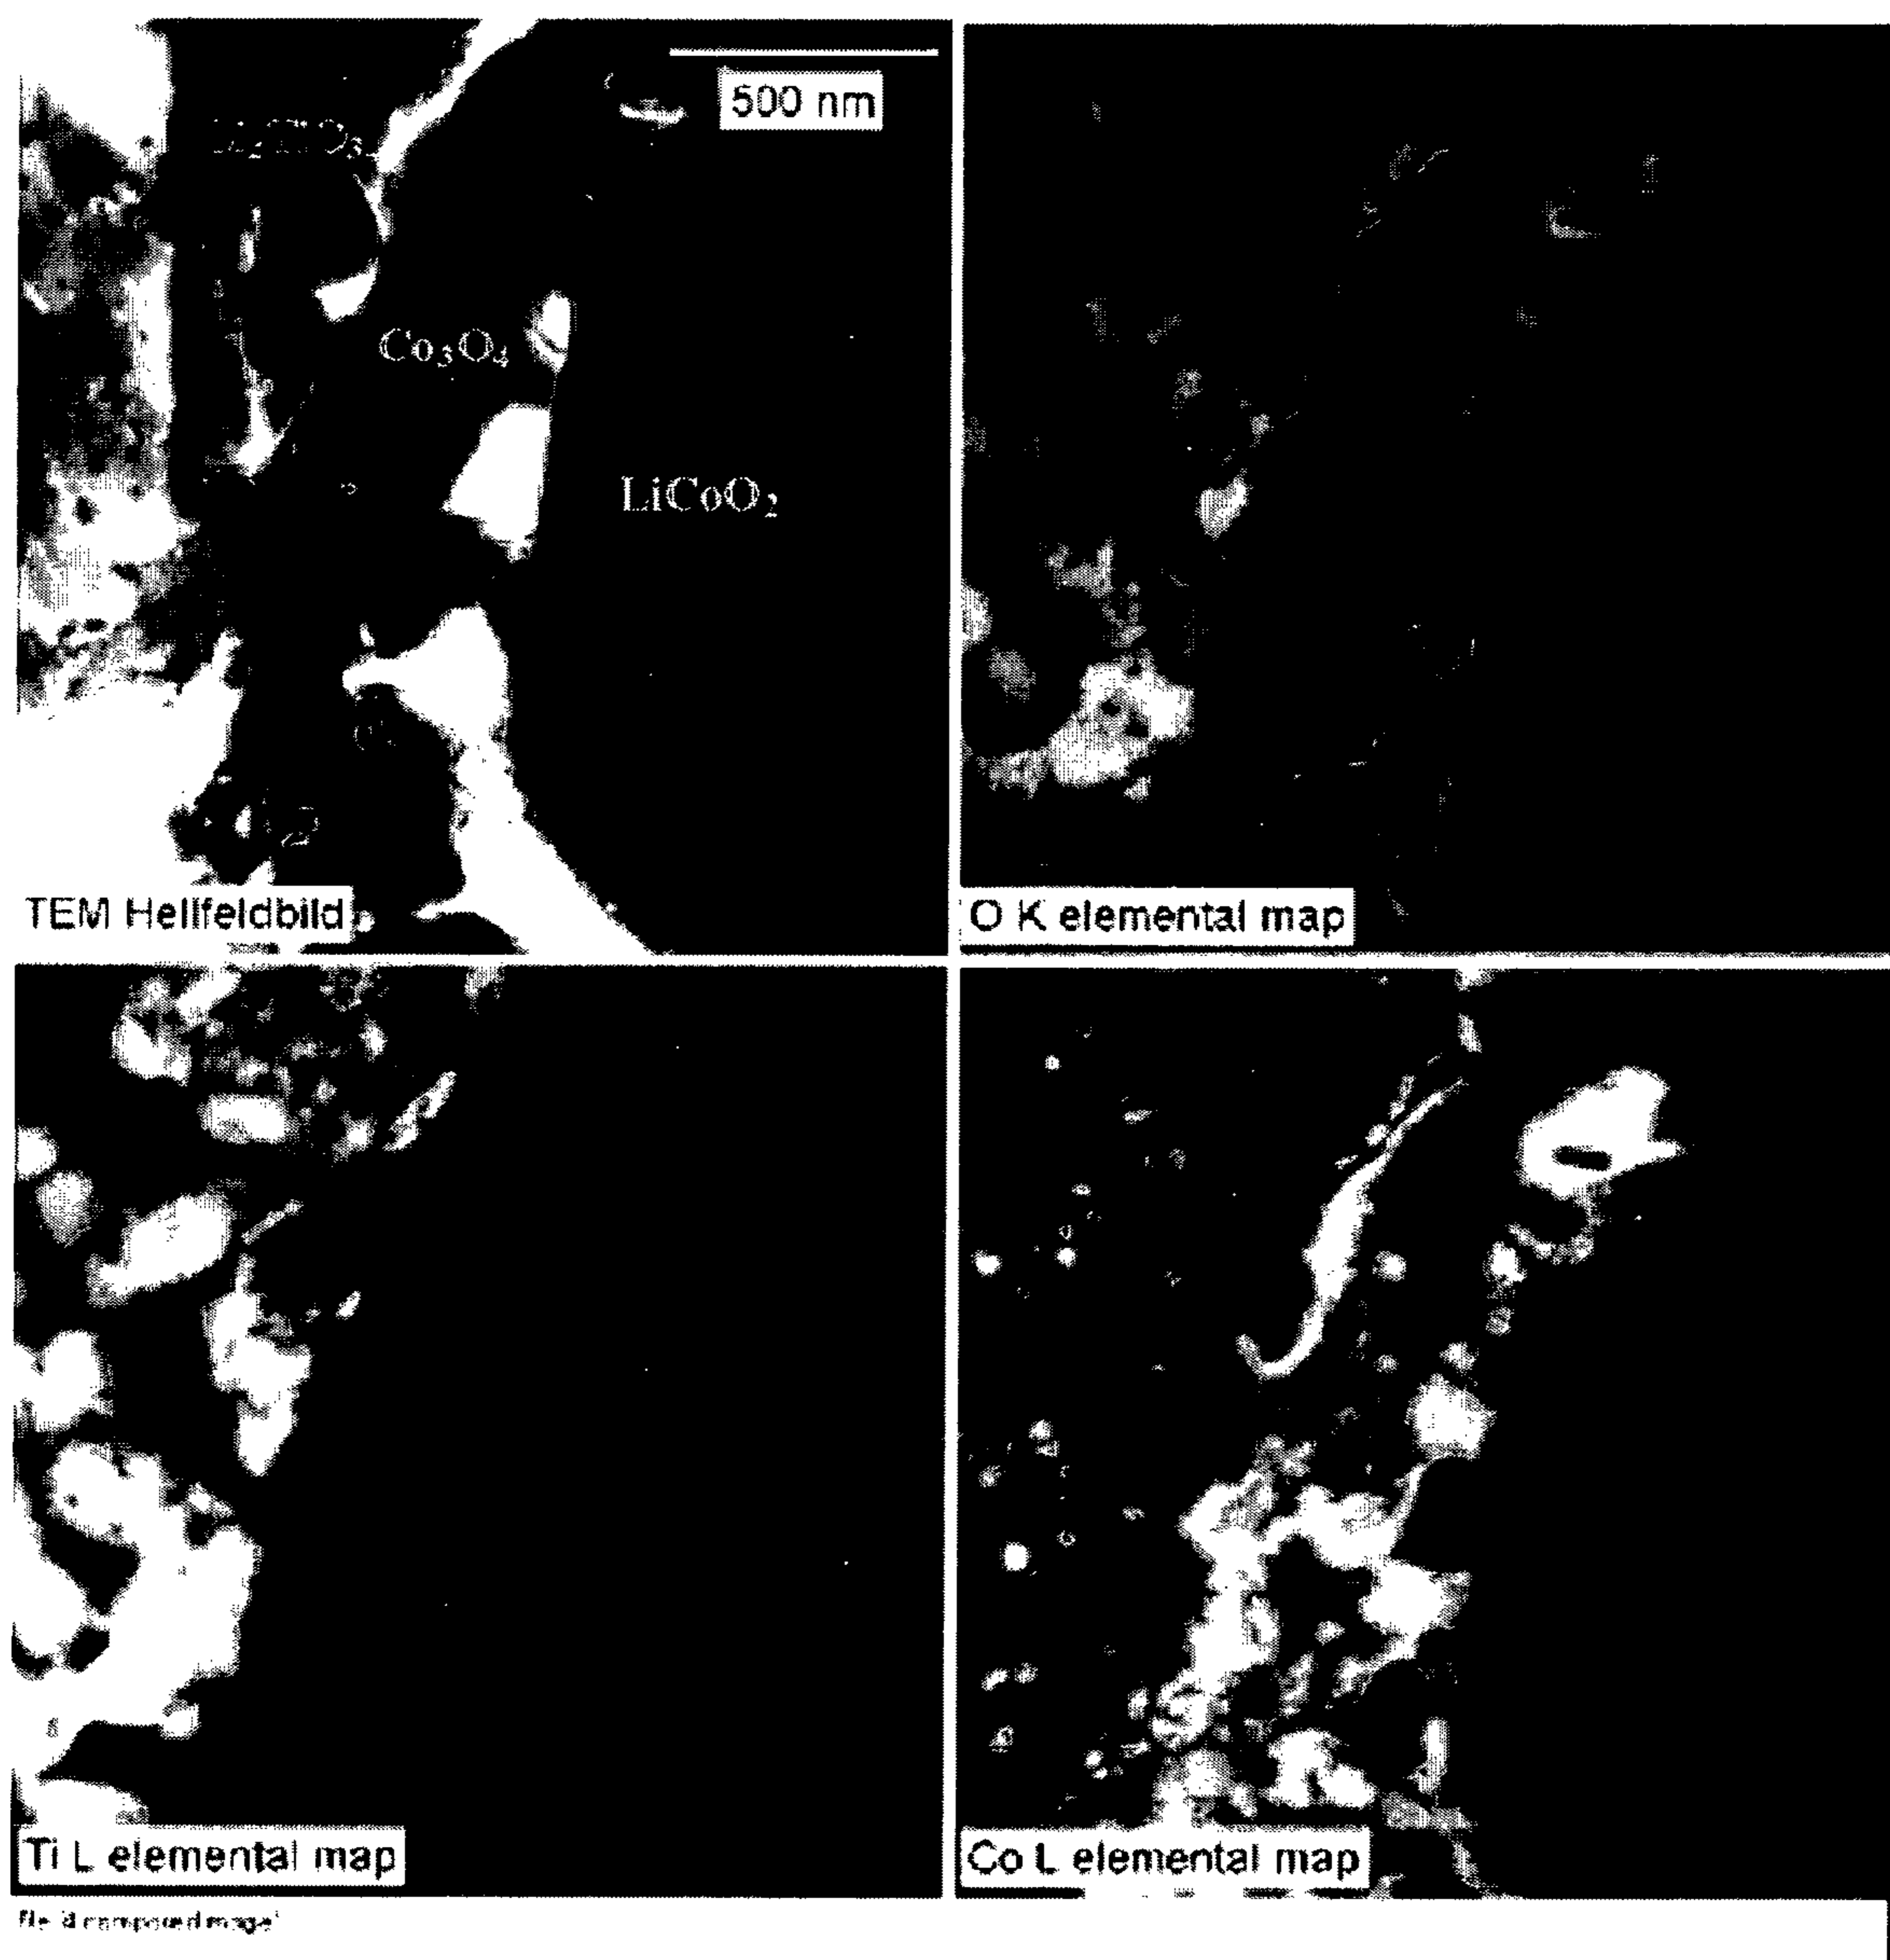 500 nm
Co₃O₄
LiCoO₂
TEM Hellfeldbild
O K elemental map
Ti L elemental map
Co L elemental map